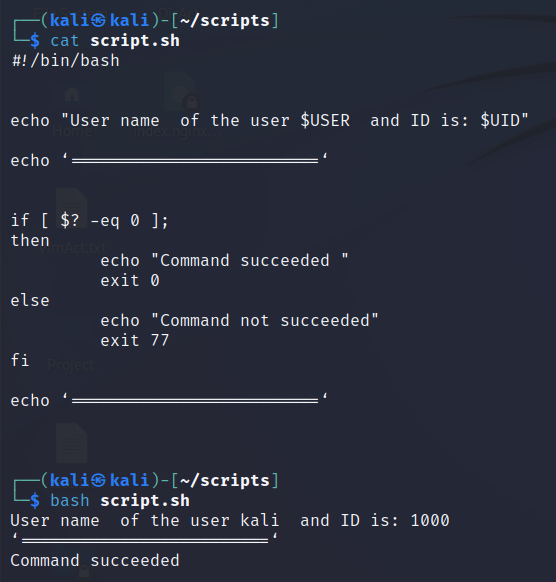 ┌──(kali㉿kali)-[~/scripts]
└─$ cat script.sh
#!/bin/bash
echo "User name  of the user $USER  and ID is: $UID"
echo ‘=========================‘
if [ $? -eq 0 ];
then
echo "Command succeeded "
exit 0
else
echo "Command not succeeded"
exit 77
fi
echo ‘=========================‘
┌──(kali㉿kali)-[~/scripts]
└─$ bash script.sh
User name  of the user kali  and ID is: 1000
‘=========================‘
Command succeeded
Home
Project